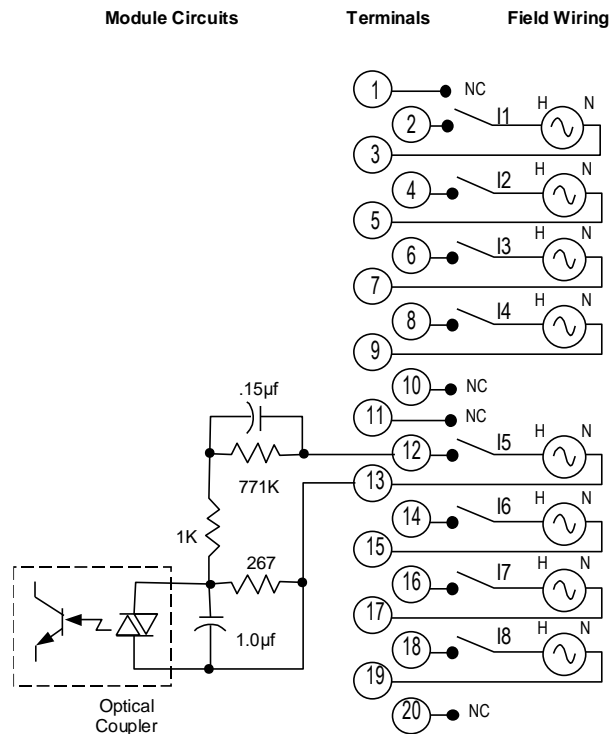 Module Circuits Terminals Field Wiring
1 NC
2 I1 H N
3
4 I2 H N
5
6 I3 H N
7
8 I4 H N
9
10 NC
11 NC
.15µf
12 I5 H N
771K
13
14 I6 H N
1K
15
267
16 I7 H N
17
1.0µf
18 I8 H N
19
20 NC
Optical
Coupler